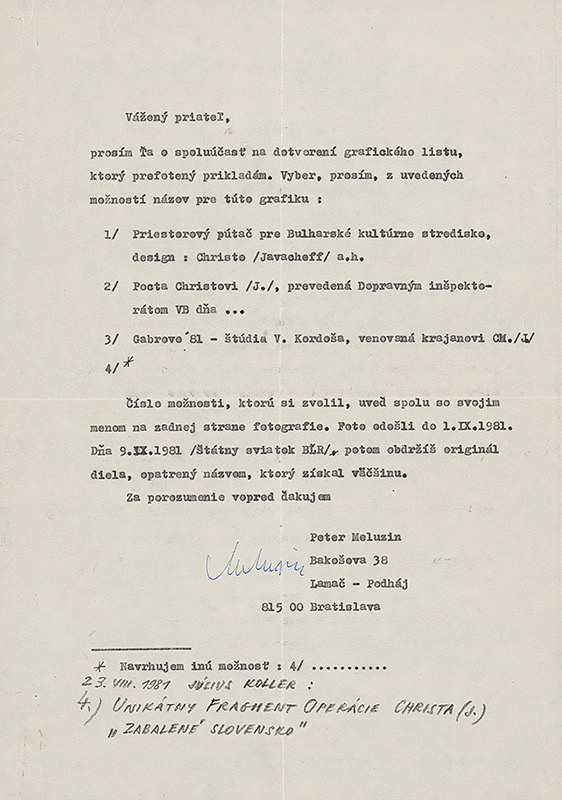 Vážený priateľ,
prosím Ťa o spoluúčasť na dotvorení grafického listu,
ktorý prefotený prikladám. Vyber, prosím, z uvedených
možností názov pre túto grafiku :
1/ Priestorový pútač pre Bulharské kultúrne stredisko,
design : Christo /Javacheff/ a.h.
2/ Pocta Christovi /J./, prevedená Dopravným inšpekto-
rátom VB dňa ...
3/ Gabrovo´81 - štúdia V. Kordoša, venovaná krajanovi CM./J/
4/*
Číslo možnosti, ktorú si zvolil, uveď spolu so svojim
menom na zadnej strane fotografie. Foto odošli do 1.IX.1981.
Dňa 9.IX.1981 /štátny sviatok BĽR/, potom obdržíš originál
diela, opatrený názvom, ktorý získal väčšinu.
Za porozumenie vopred ďakujem
Peter Meluzin
Meluzin
Bakošova 38
Lamač - Podháj
815 00 Bratislava
* Navrhujem inú možnosť : 4/ ...........
23. VIII. 1981 JÚLIUS KOLLER :
4.) UNIKÁTNY FRAGMENT OPERÁCIE CHRISTA (J.)
„ZABALENÉ SLOVENSKO"